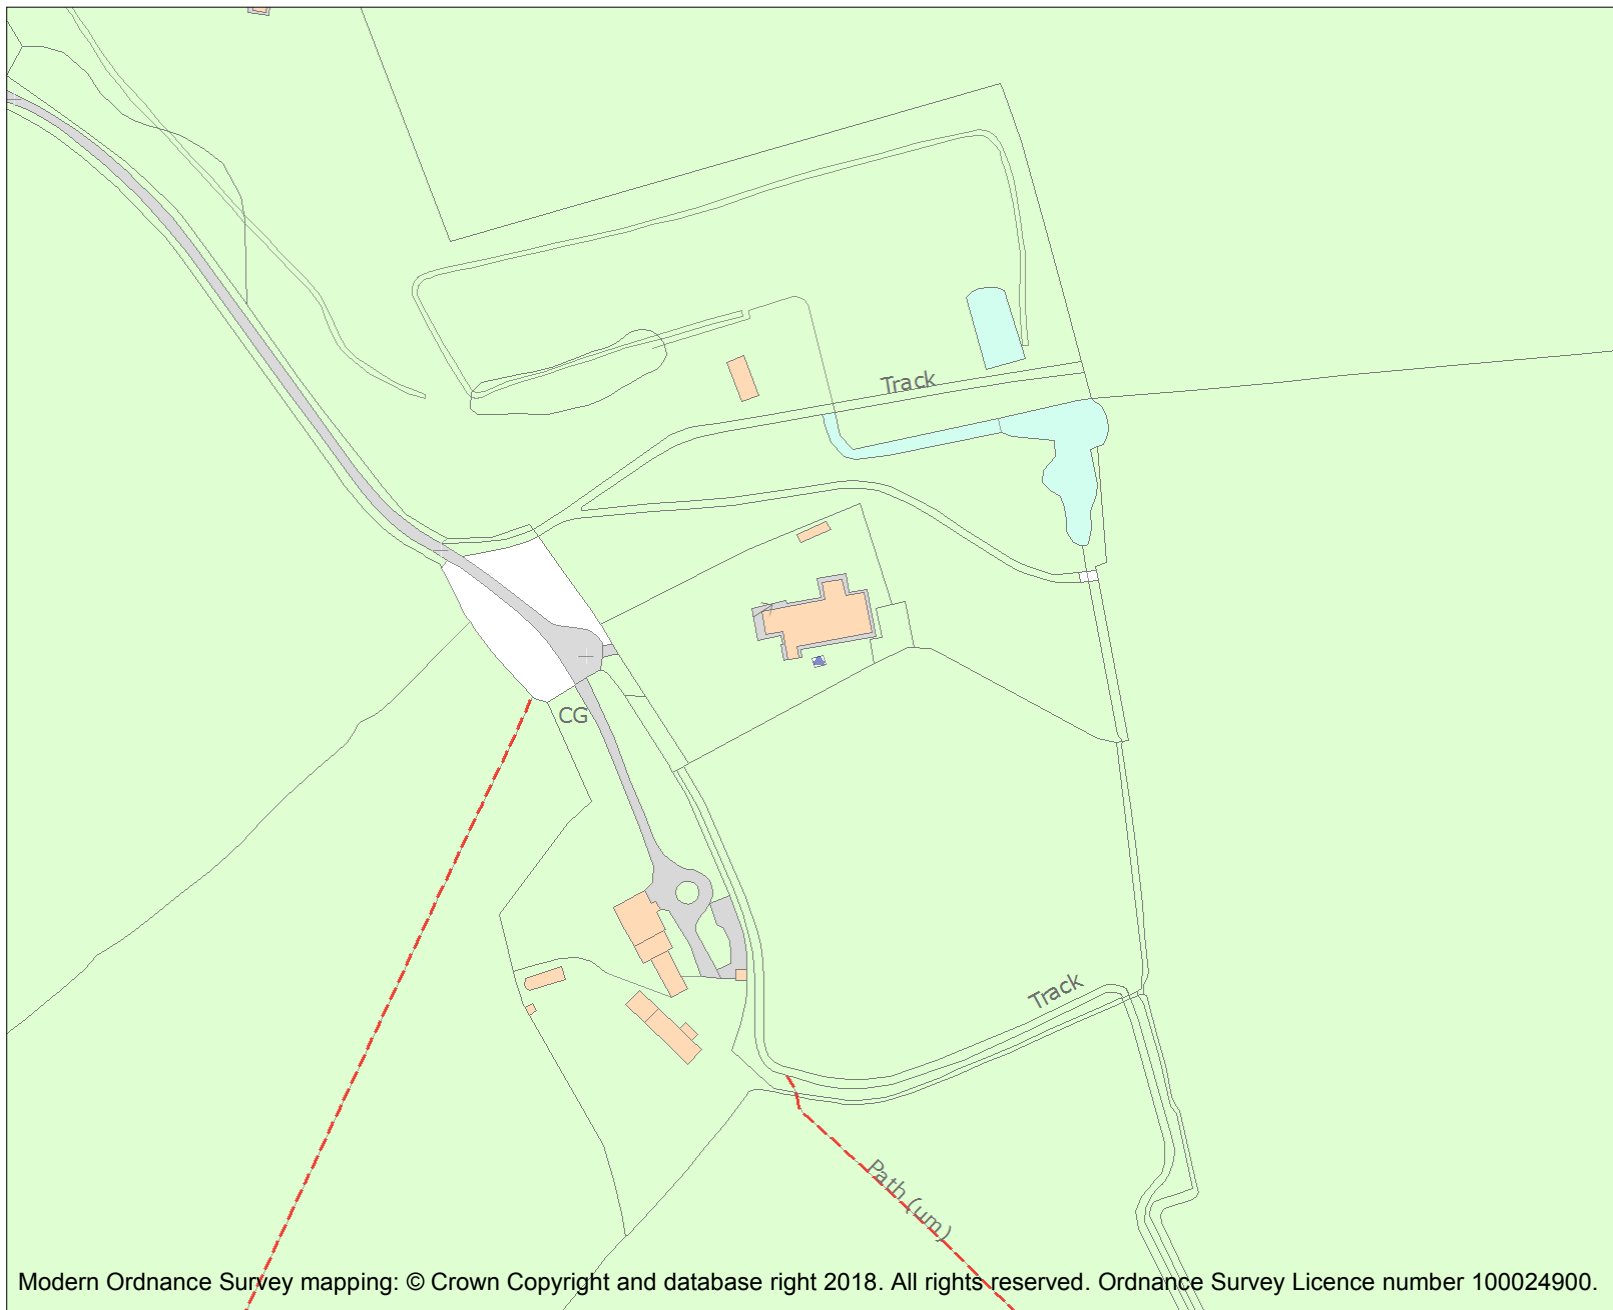 Track
CG
Track
Path (um)
Modern Ordnance Survey mapping: © Crown Copyright and database right 2018. All rights reserved. Ordnance Survey Licence number 100024900.